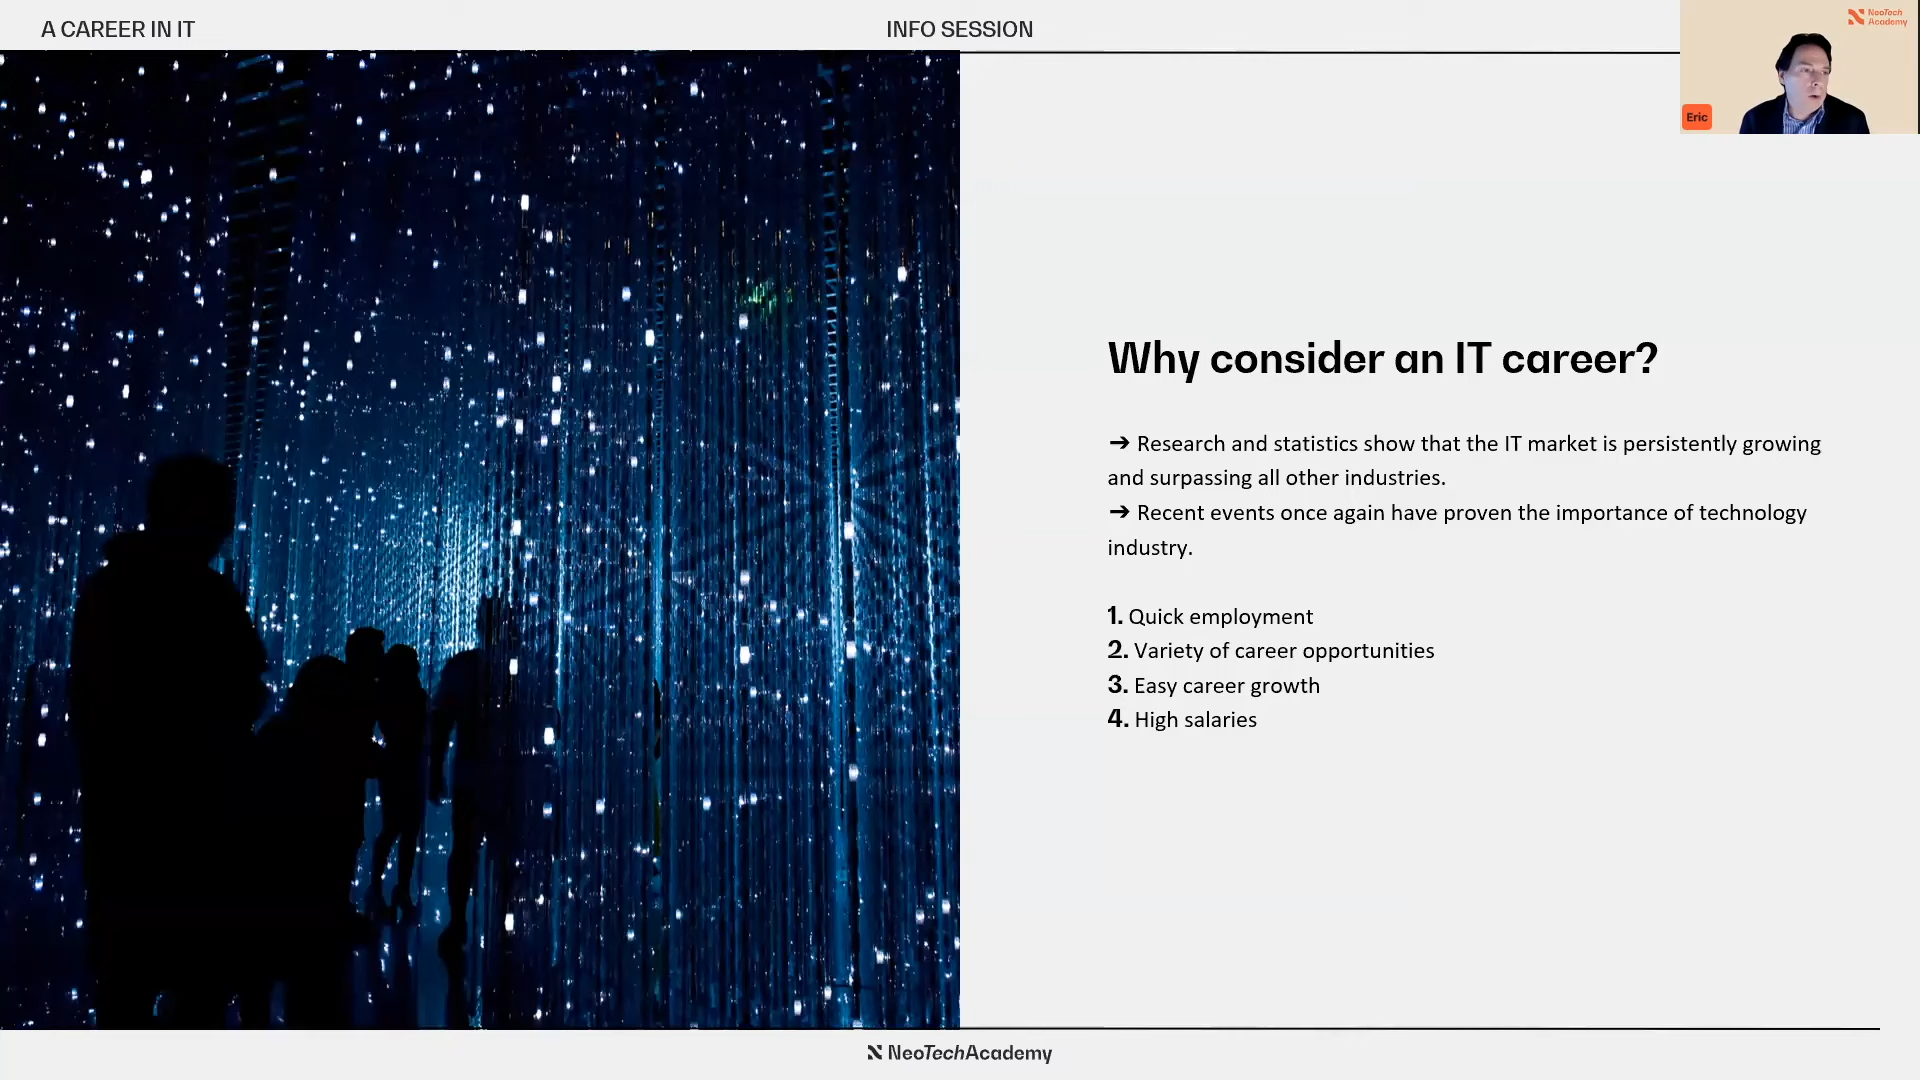 A CAREER IN IT
INFO SESSION
NeoTech
Academy
Eric
Why consider an IT career?
➔ Research and statistics show that the IT market is persistently growing
and surpassing all other industries.
➔ Recent events once again have proven the importance of technology
industry.
1. Quick employment
2. Variety of career opportunities
3. Easy career growth
4. High salaries
NeoTechAcademy